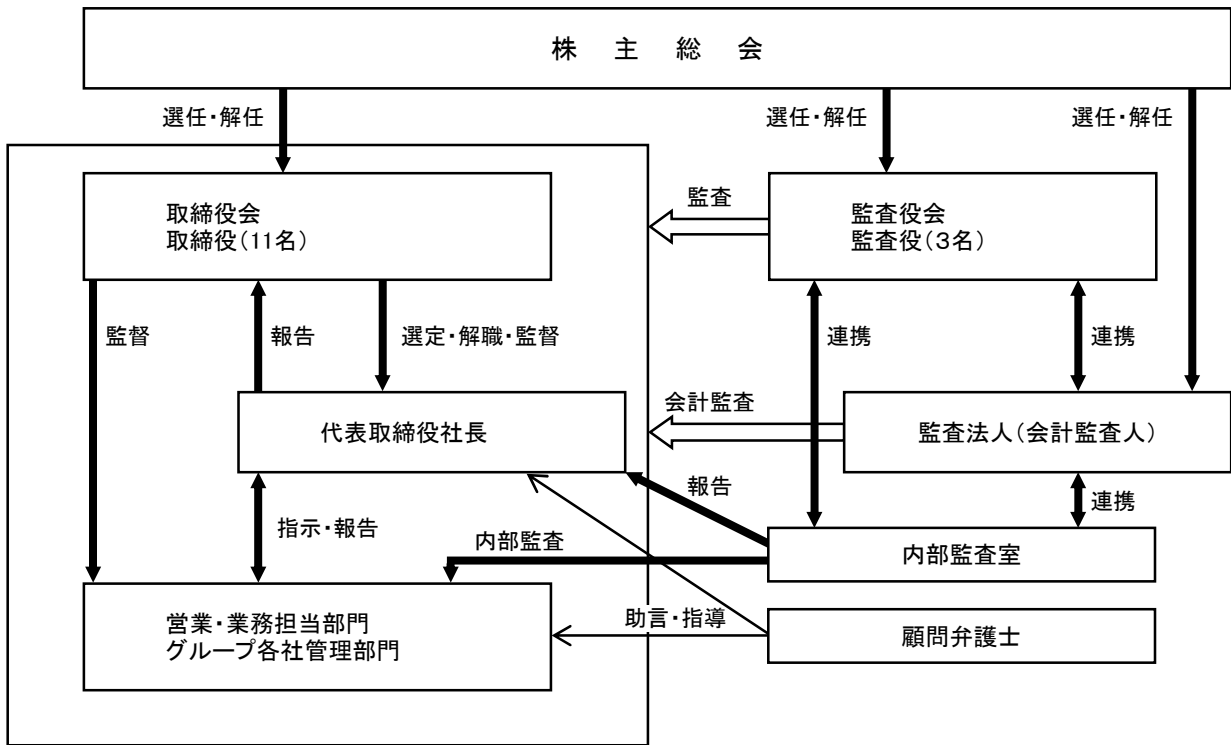 株 主 総 会
選任・解任
選任・解任
選任・解任
取締役会
取締役(11名)
監査
監査役会
監査役(3名)
監督
報告
選定・解職・監督
連携
連携
代表取締役社長
会計監査
監査法人(会計監査人)
報告
連携
指示・報告
内部監査
内部監査室
営業・業務担当部門
グループ各社管理部門
助言・指導
顧問弁護士